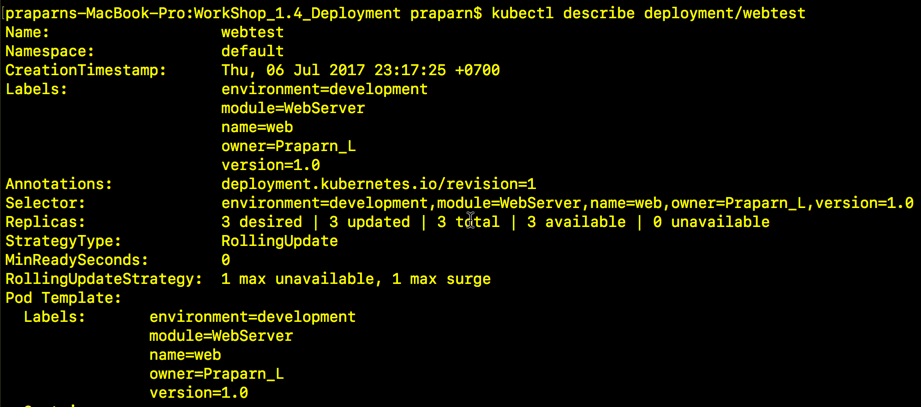 praparns-MacBook-Pro:WorkShop_1.4_Deployment praparn$ kubectl describe deployment/webtest
Name: webtest
Namespace: default
CreationTimestamp: Thu, 06 Jul 2017 23:17:25 +0700
Labels: environment=development
module=WebServer
name=web
owner=Praparn_L
version=1.0
Annotations: deployment.kubernetes.io/revision=1
Selector: environment=development,module=WebServer,name=web,owner=Praparn_L,version=1.0
Replicas: 3 desired | 3 updated | 3 total | 3 available | 0 unavailable
StrategyType: RollingUpdate
MinReadySeconds: 0
RollingUpdateStrategy: 1 max unavailable, 1 max surge
Pod Template:
Labels: environment=development
module=WebServer
name=web
owner=Praparn_L
version=1.0